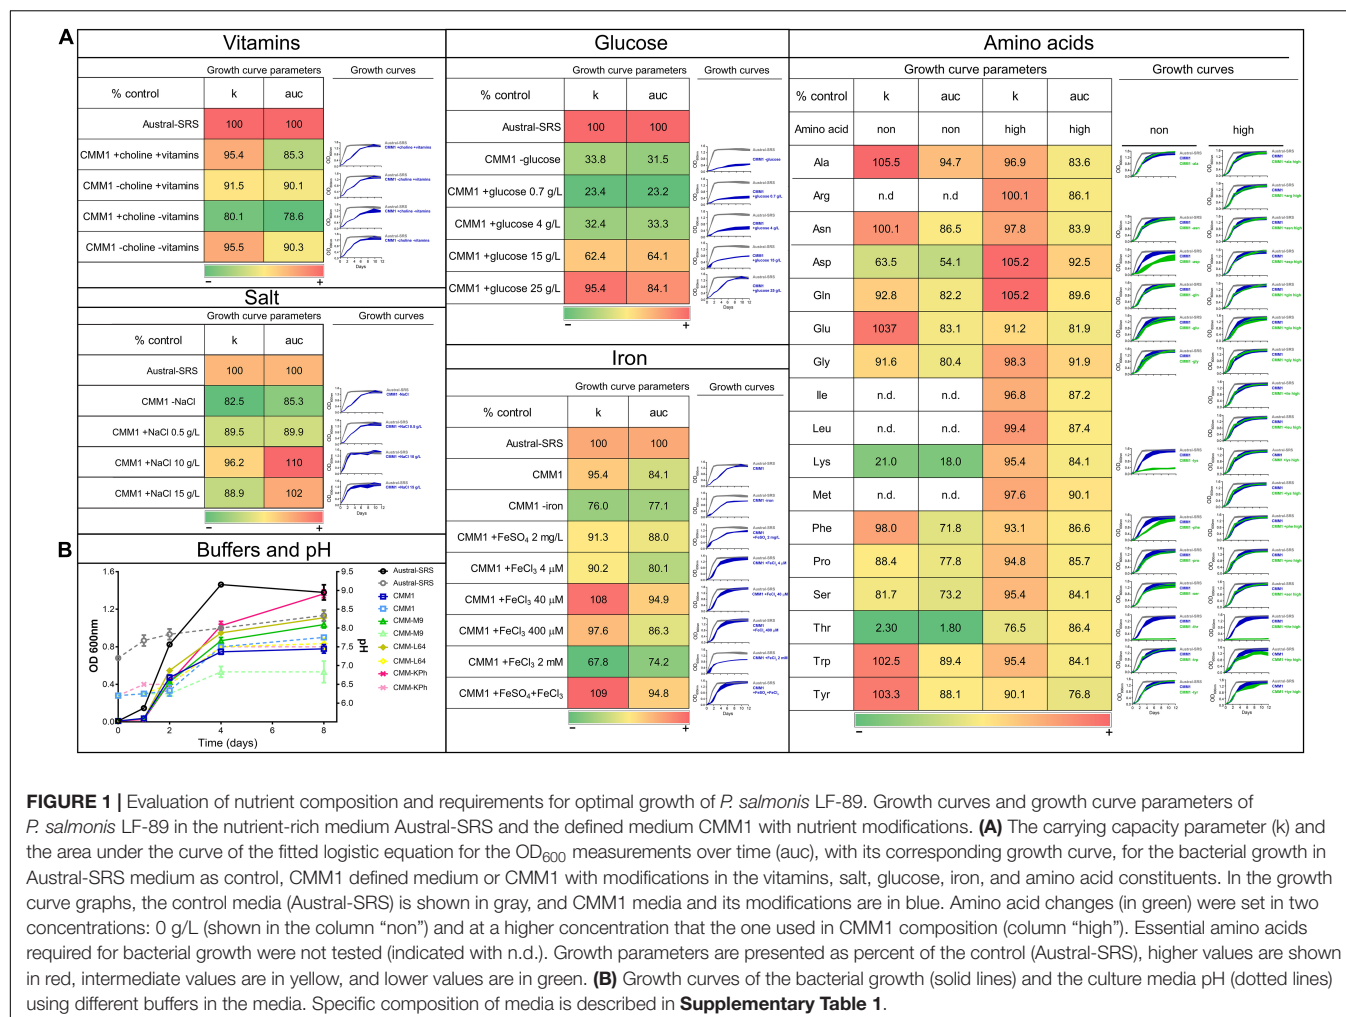 A
Vitamins
Growth curve parameters Growth curves
% control k auc
Austral-SRS 100 100
CMM1 +choline +vitamins 95.4 85.3
CMM1 -choline +vitamins 91.5 90.1
CMM1 +choline -vitamins 80.1 78.6
CMM1 -choline -vitamins 95.5 90.3
- +
Salt
Growth curve parameters Growth curves
% control k auc
Austral-SRS 100 100
CMM1 -NaCl 82.5 85.3
CMM1 +NaCl 0.5 g/L 89.5 89.9
CMM1 +NaCl 10 g/L 96.2 110
CMM1 +NaCl 15 g/L 88.9 102
- +
Glucose
Growth curve parameters Growth curves
% control k auc
Austral-SRS 100 100
CMM1 -glucose 33.8 31.5
CMM1 +glucose 0.7 g/L 23.4 23.2
CMM1 +glucose 4 g/L 32.4 33.3
CMM1 +glucose 15 g/L 62.4 64.1
CMM1 +glucose 25 g/L 95.4 84.1
- +
Iron
Growth curve parameters Growth curves
% control k auc
Austral-SRS 100 100
CMM1 95.4 84.1
CMM1 -iron 76.0 77.1
CMM1 +FeSO4 2 mg/L 91.3 88.0
CMM1 +FeCl3 4 µM 90.2 80.1
CMM1 +FeCl3 40 µM 108 94.9
CMM1 +FeCl3 400 µM 97.6 86.3
CMM1 +FeCl3 2 mM 67.8 74.2
CMM1 +FeSO4+FeCl3 109 94.8
- +
Amino acids
Growth curve parameters Growth curves
% control k auc k auc
Amino acid non non high high non high
Ala 105.5 94.7 96.9 83.6
Arg n.d n.d 100.1 86.1
Asn 100.1 86.5 97.8 83.9
Asp 63.5 54.1 105.2 92.5
Gln 92.8 82.2 105.2 89.6
Glu 1037 83.1 91.2 81.9
Gly 91.6 80.4 98.3 91.9
Ile n.d. n.d. 96.8 87.2
Leu n.d. n.d. 99.4 87.4
Lys 21.0 18.0 95.4 84.1
Met n.d. n.d. 97.6 90.1
Phe 98.0 71.8 93.1 86.6
Pro 88.4 77.8 94.8 85.7
Ser 81.7 73.2 95.4 84.1
Thr 2.30 1.80 76.5 86.4
Trp 102.5 89.4 95.4 84.1
Tyr 103.3 88.1 90.1 76.8
- +
B
Buffers and pH
OD 600nm
1.6
1.2
0.8
0.4
0.0
0 2 4 6 8
Time (days)
9.5
9.0
8.5
8.0
7.5
7.0
6.5
6.0
pH
Austral-SRS
Austral-SRS
CMM1
CMM1
CMM-M9
CMM-M9
CMM-L64
CMM-L64
CMM-KPh
CMM-KPh
FIGURE 1 | Evaluation of nutrient composition and requirements for optimal growth of P. salmonis LF-89. Growth curves and growth curve parameters of
P. salmonis LF-89 in the nutrient-rich medium Austral-SRS and the defined medium CMM1 with nutrient modifications. (A) The carrying capacity parameter (k) and
the area under the curve of the fitted logistic equation for the OD600 measurements over time (auc), with its corresponding growth curve, for the bacterial growth in
Austral-SRS medium as control, CMM1 defined medium or CMM1 with modifications in the vitamins, salt, glucose, iron, and amino acid constituents. In the growth
curve graphs, the control media (Austral-SRS) is shown in gray, and CMM1 media and its modifications are in blue. Amino acid changes (in green) were set in two
concentrations: 0 g/L (shown in the column “non”) and at a higher concentration that the one used in CMM1 composition (column “high”). Essential amino acids
required for bacterial growth were not tested (indicated with n.d.). Growth parameters are presented as percent of the control (Austral-SRS), higher values are shown
in red, intermediate values are in yellow, and lower values are in green. (B) Growth curves of the bacterial growth (solid lines) and the culture media pH (dotted lines)
using different buffers in the media. Specific composition of media is described in Supplementary Table 1.